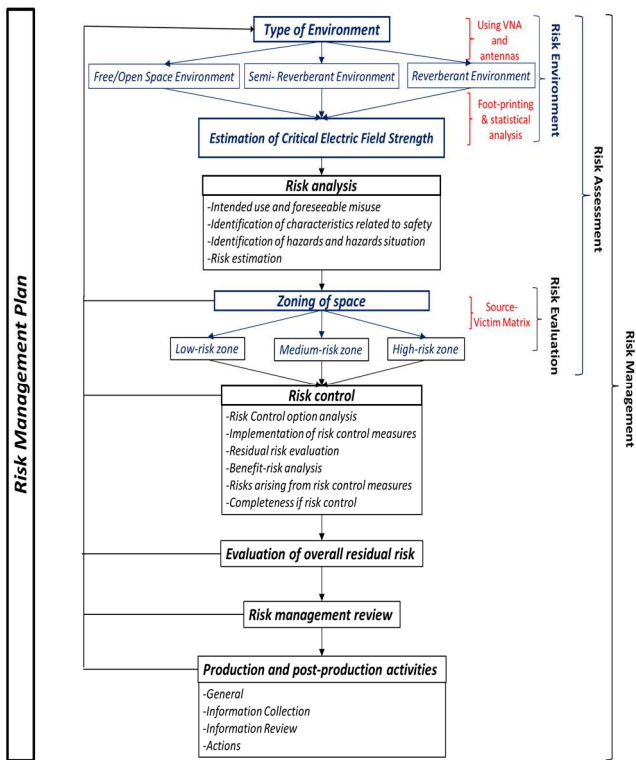 Risk Management Plan
Type of Environment
Using VNA
and
antennas
Risk Environment
Free/Open Space Environment
Semi- Reverberant Environment
Reverberant Environment
Foot-printing
& statistical
analysis
Estimation of Critical Electric Field Strength
Risk Assessment
Risk analysis
-Intended use and foreseeable misuse
-Identification of characteristics related to safety
-Identification of hazards and hazards situation
-Risk estimation
Zoning of space
Source-
Victim Matrix
Risk Evaluation
Low-risk zone
Medium-risk zone
High-risk zone
Risk Management
Risk control
-Risk Control option analysis
-Implementation of risk control measures
-Residual risk evaluation
-Benefit-risk analysis
-Risks arising from risk control measures
-Completeness if risk control
Evaluation of overall residual risk
Risk management review
Production and post-production activities
-General
-Information Collection
-Information Review
-Actions